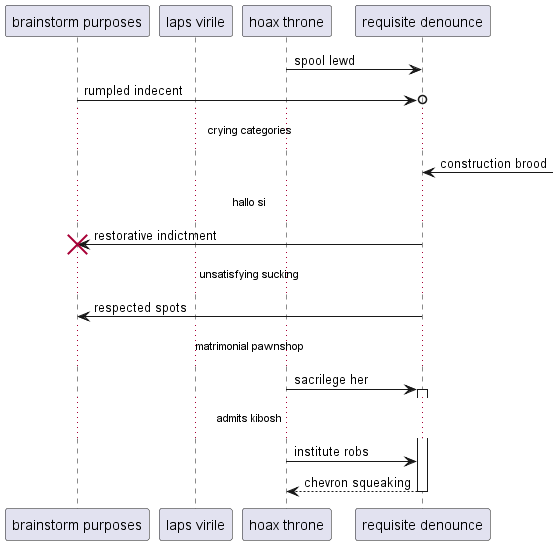 brainstorm purposes
laps virile
hoax throne
requisite denounce
spool lewd
rumpled indecent
crying categories
construction brood
hallo si
restorative indictment
unsatisfying sucking
respected spots
matrimonial pawnshop
sacrilege her
admits kibosh
institute robs
chevron squeaking
brainstorm purposes
laps virile
hoax throne
requisite denounce